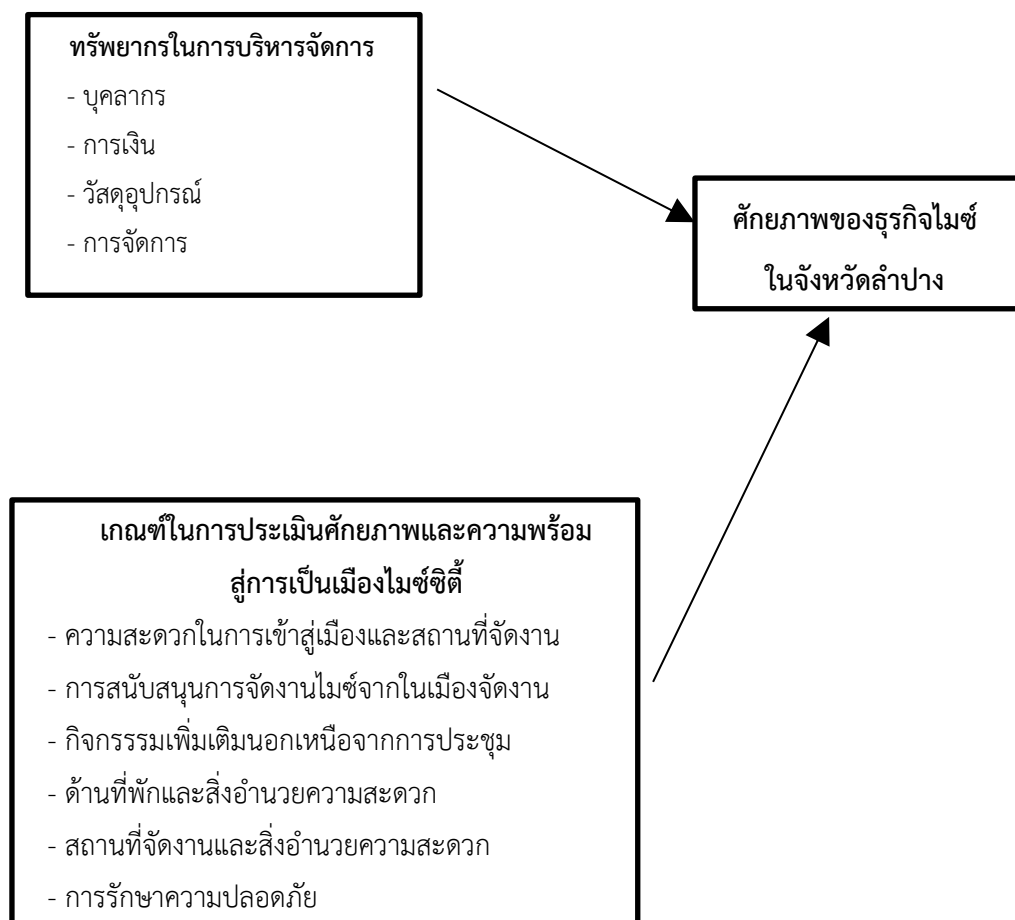 ทรัพยากรในการบริหารจัดการ
- บุคลากร
- การเงิน
- วัสดุอุปกรณ์
- การจัดการ
ศักยภาพของธุรกิจไมซ์
ในจังหวัดลำปาง
เกณฑ์ในการประเมินศักยภาพและความพร้อม
สู่การเป็นเมืองไมซ์ซิตี้
- ความสะดวกในการเข้าสู่เมืองและสถานที่จัดงาน
- การสนับสนุนการจัดงานไมซ์จากในเมืองจัดงาน
- กิจกรรรมเพิ่มเติมนอกเหนือจากการประชุม
- ด้านที่พักและสิ่งอำนวยความสะดวก
- สถานที่จัดงานและสิ่งอำนวยความสะดวก
- การรักษาความปลอดภัย